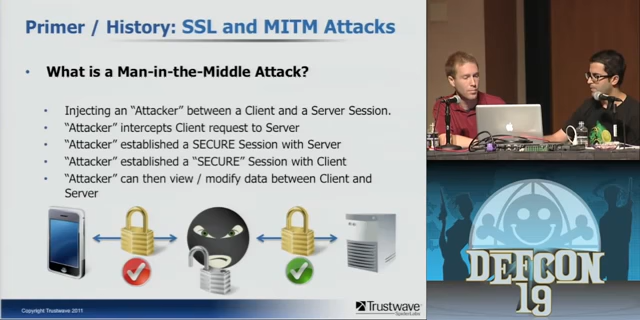 Primer / History: SSL and MITM Attacks
• What is a Man-in-the-Middle Attack?
• Injecting an “Attacker” between a Client and a Server Session.
• “Attacker” intercepts Client request to Server
• “Attacker” established a SECURE Session with Server
• “Attacker” established a “SECURE” Session with Client
• “Attacker” can then view / modify data between Client and
Server
Copyright Trustwave 2011
Trustwave
SpiderLabs
DEFCON
19